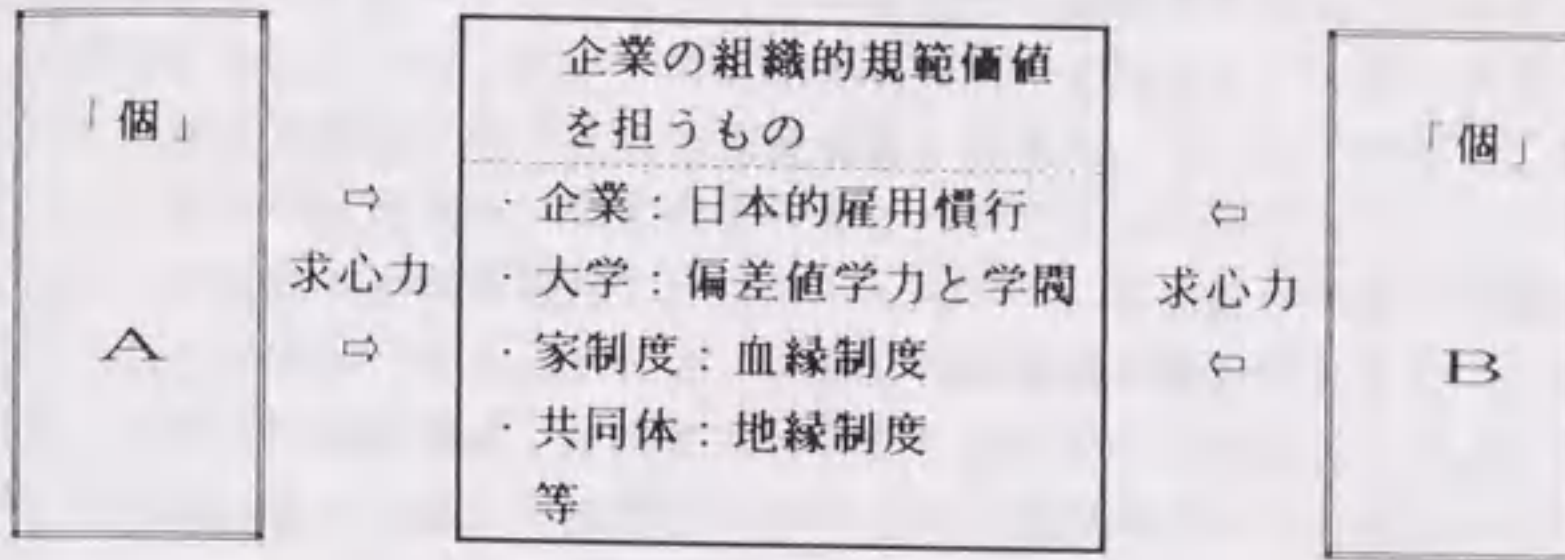 「個」
A
⇨
求心力
⇨
企業の組織的規範価値
を担うもの
・企業：日本的雇用慣行
・大学：偏差値学力と学閥
・家制度：血縁制度
・共同体：地縁制度
等
⇦
求心力
⇦
「個」
B